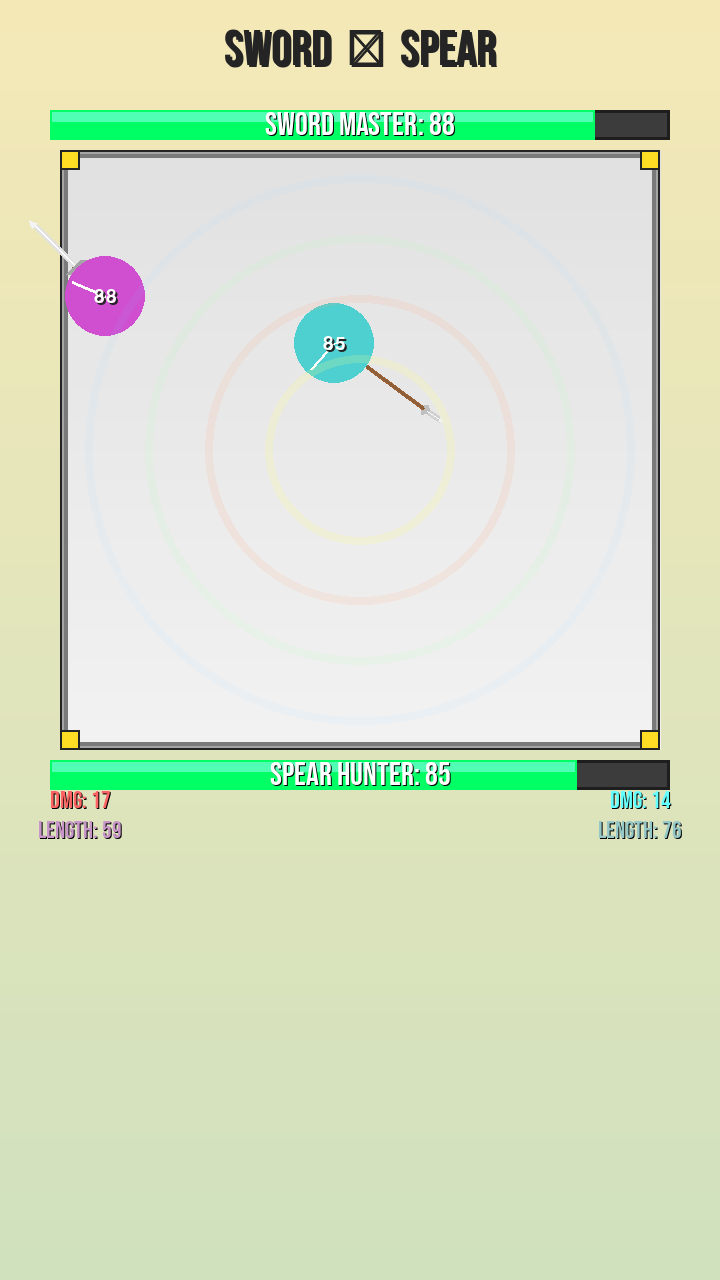 SWORD ☒ SPEAR
SWORD MASTER: 88
88
85
SPEAR HUNTER: 85
DMG: 17
DMG: 14
LENGTH: 59
LENGTH: 76